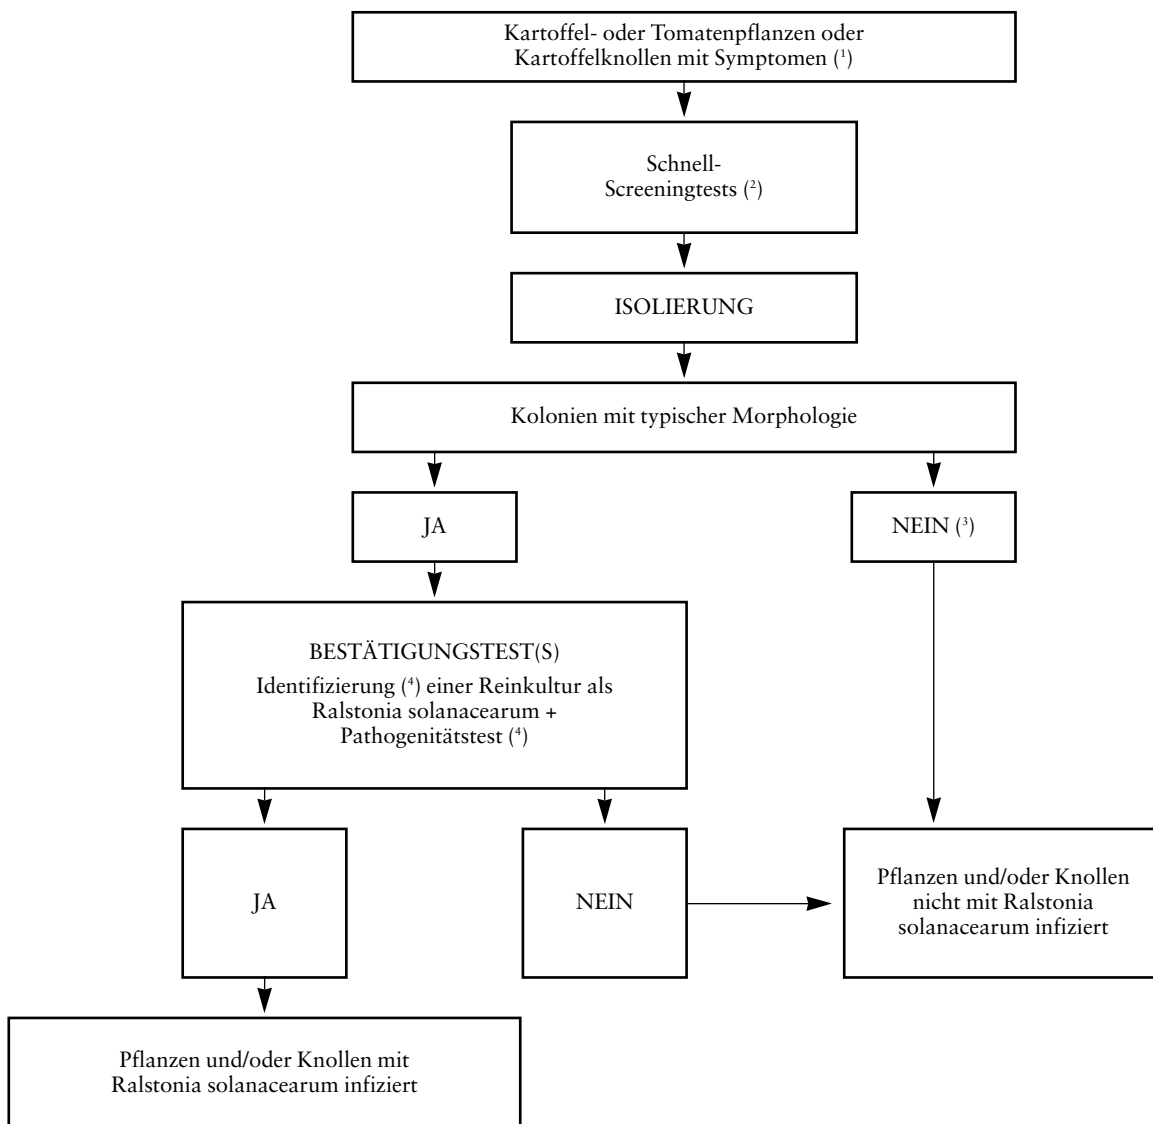 Kartoffel- oder Tomatenpflanzen oder
Kartoffelknollen mit Symptomen (¹)
Schnell-
Screeningtests (²)
ISOLIERUNG
Kolonien mit typischer Morphologie
JA
NEIN (³)
BESTÄTIGUNGSTEST(S)
Identifizierung (⁴) einer Reinkultur als
Ralstonia solanacearum +
Pathogenitätstest (⁴)
JA
NEIN
Pflanzen und/oder Knollen
nicht mit Ralstonia
solanacearum infiziert
Pflanzen und/oder Knollen mit
Ralstonia solanacearum infiziert